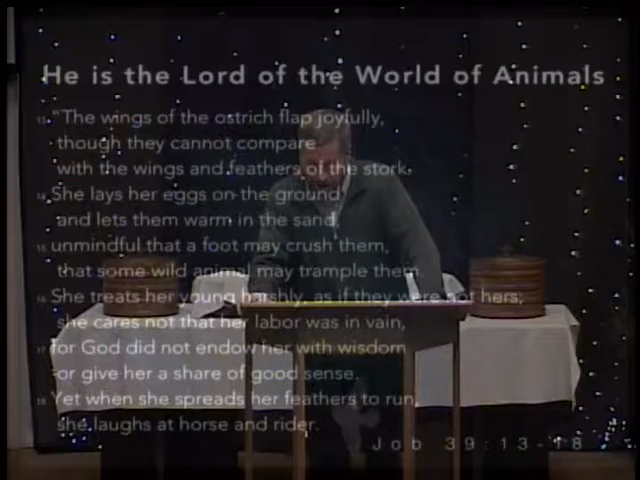 He is the Lord of the World of Animals
13 "The wings of the ostrich flap joyfully,
though they cannot compare
with the wings and feathers of the stork.
14 She lays her eggs on the ground
and lets them warm in the sand,
15 unmindful that a foot may crush them,
that some wild animal may trample them.
16 She treats her young harshly, as if they were not hers;
she cares not that her labor was in vain,
17 for God did not endow her with wisdom
or give her a share of good sense.
18 Yet when she spreads her feathers to run,
she laughs at horse and rider.
Job 39:13-18